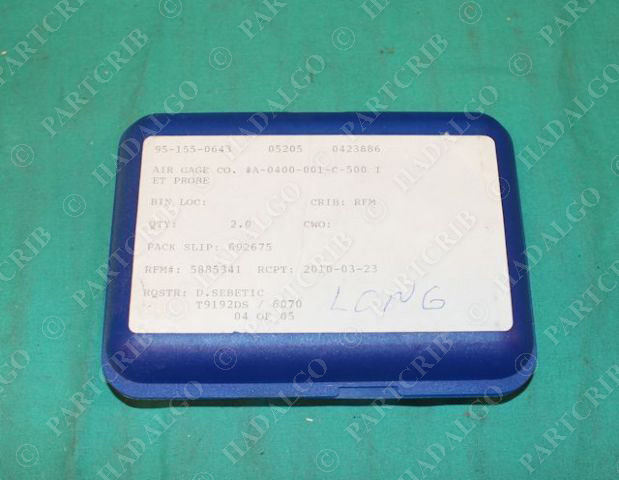 95-155-0643 05205 0423886
AIR GAGE CO. #A-0400-001-C-500 I
ET PROBE
BIN LOC: CRIB: RFM
QTY: 2.0 CWO:
PACK SLIP: 692675
RFM#: 5885341 RCPT: 2010-03-23
RQSTR: D.SEBETIC
- T9192DS / 6070
04 OF 05
LONG
© PARTCRIB
© HADALGO